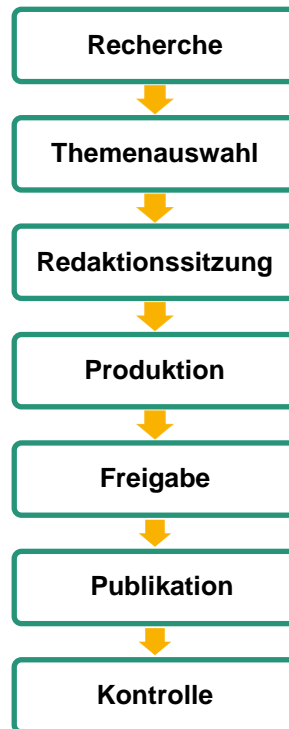 Recherche
Themenauswahl
Redaktionssitzung
Produktion
Freigabe
Publikation
Kontrolle